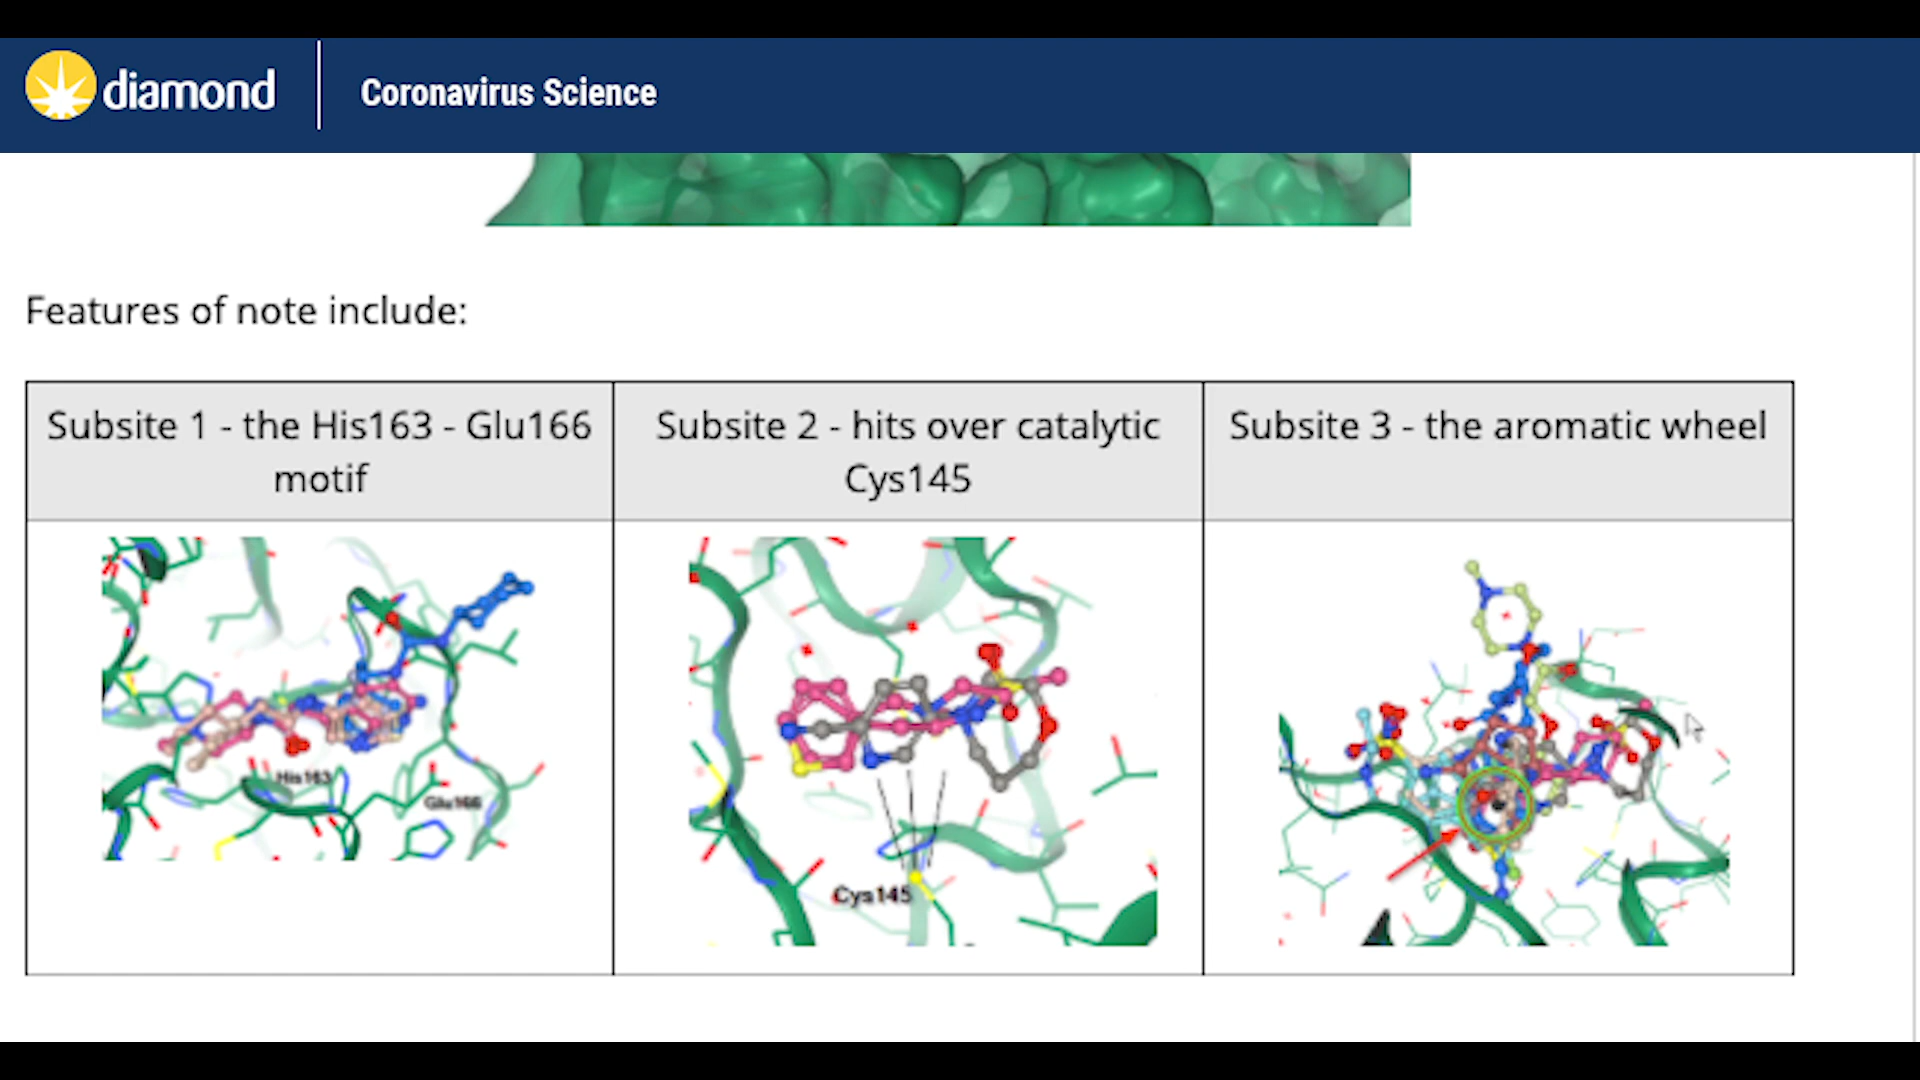 diamond
Coronavirus Science
Features of note include:
Subsite 1 - the His163 - Glu166
motif
Subsite 2 - hits over catalytic
Cys145
Subsite 3 - the aromatic wheel
His163
Glu166
Cys145